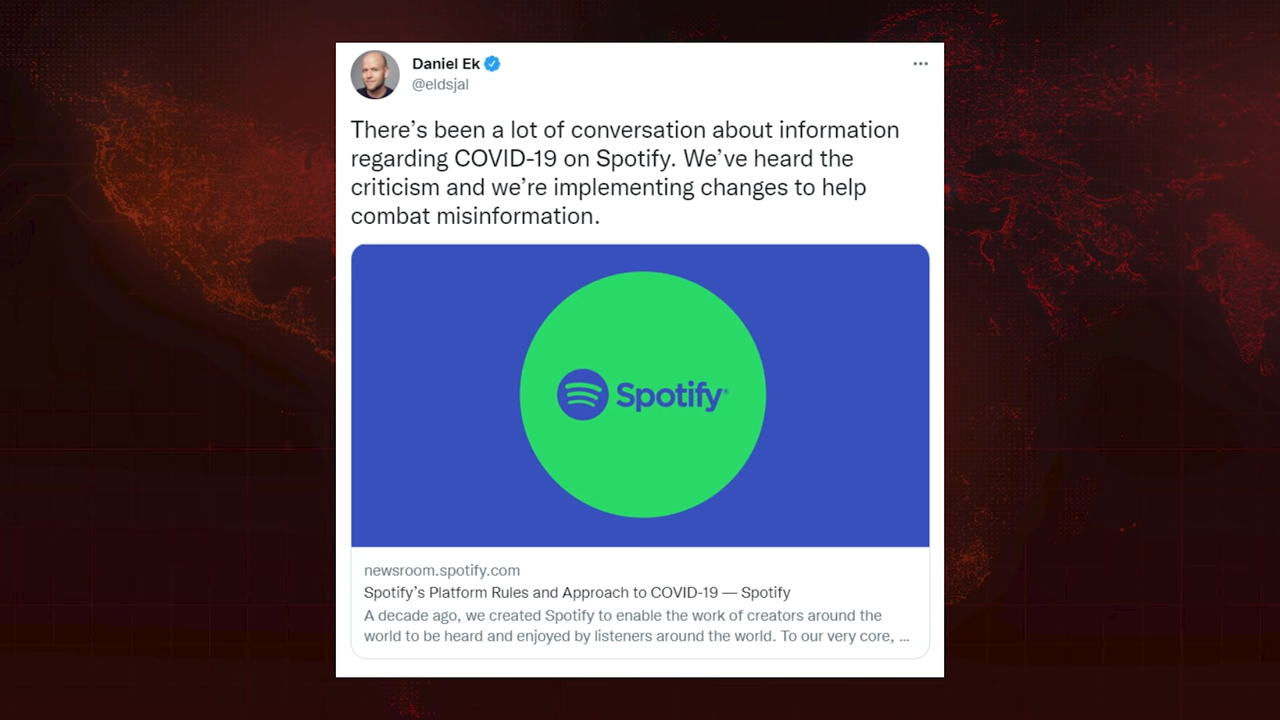 Daniel Ek
@eldsjal
There’s been a lot of conversation about information
regarding COVID-19 on Spotify. We’ve heard the
criticism and we’re implementing changes to help
combat misinformation.
Spotify®
newsroom.spotify.com
Spotify’s Platform Rules and Approach to COVID-19 — Spotify
A decade ago, we created Spotify to enable the work of creators around the
world to be heard and enjoyed by listeners around the world. To our very core, ...